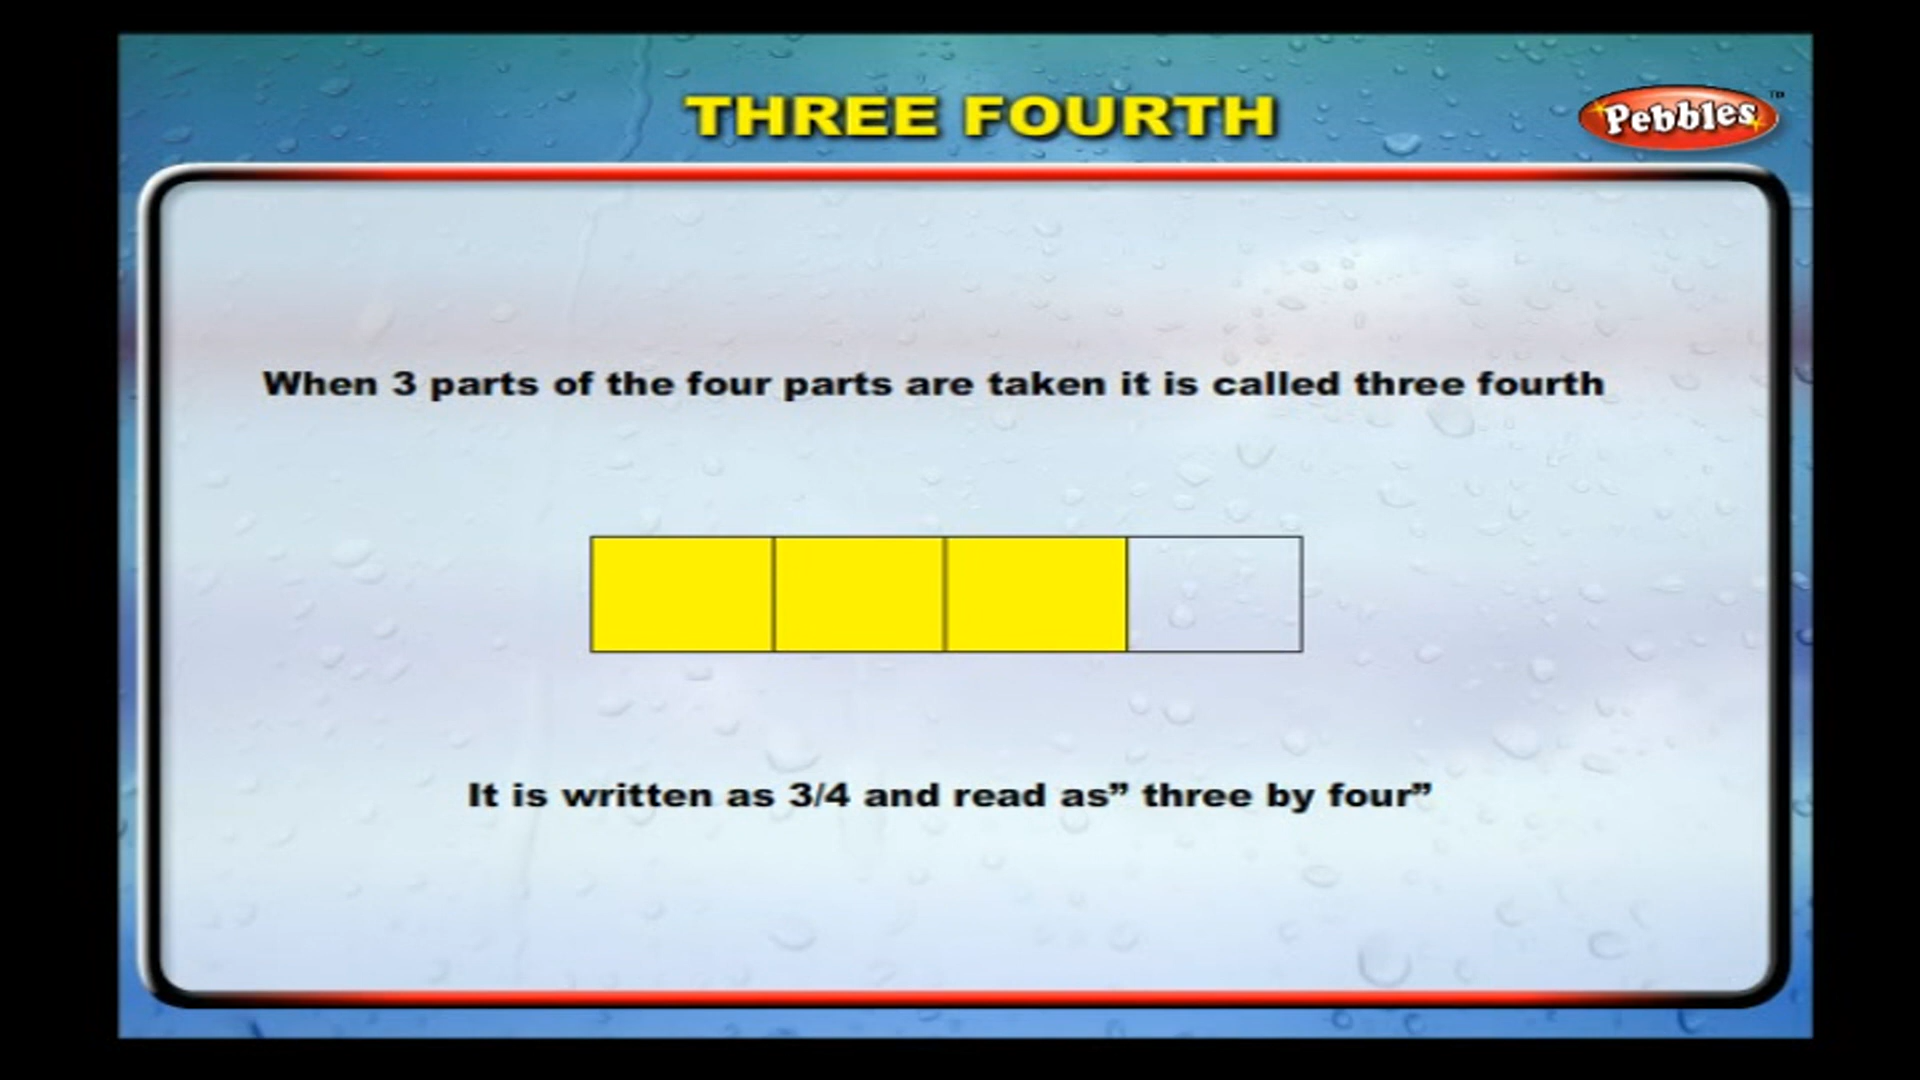 THREE FOURTH
Pebbles™
When 3 parts of the four parts are taken it is called three fourth
It is written as 3/4 and read as” three by four”